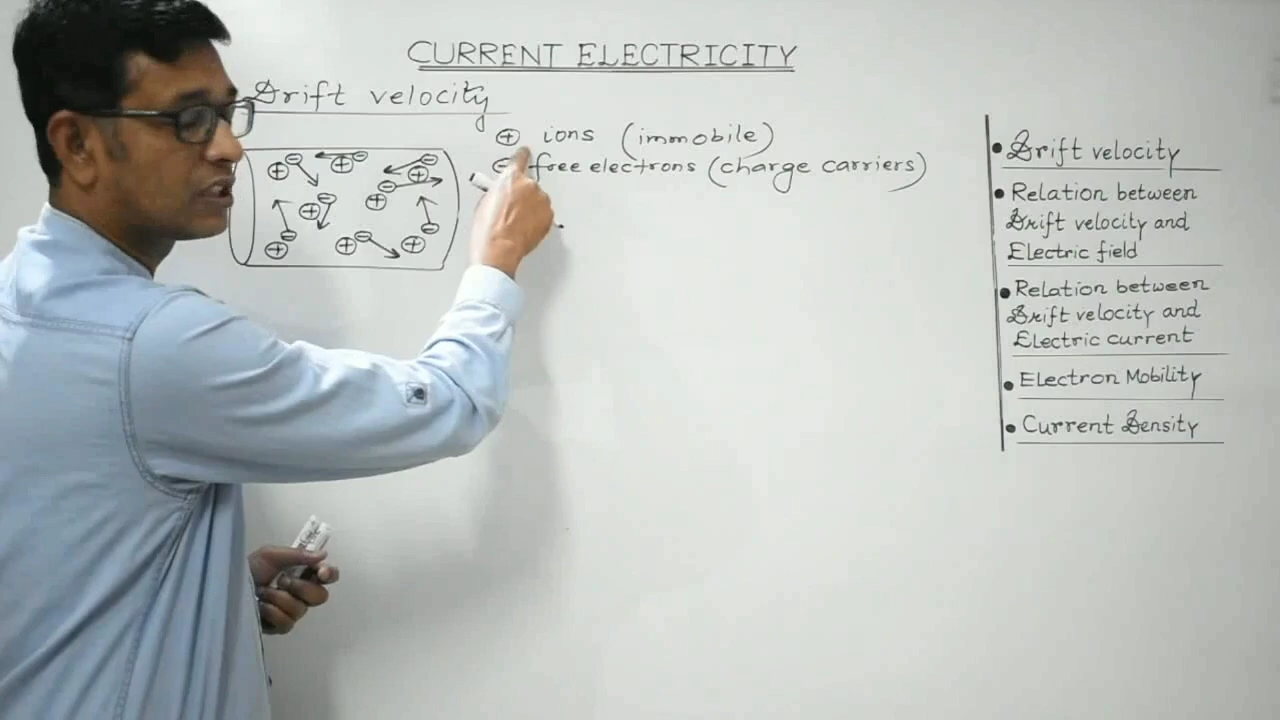 CURRENT ELECTRICITY
Drift velocity
⊕ ions (immobile)
⊖ free electrons (charge carriers)
• Drift velocity
• Relation between
Drift velocity and
Electric field
• Relation between
Drift velocity and
Electric current
• Electron Mobility
• Current Density